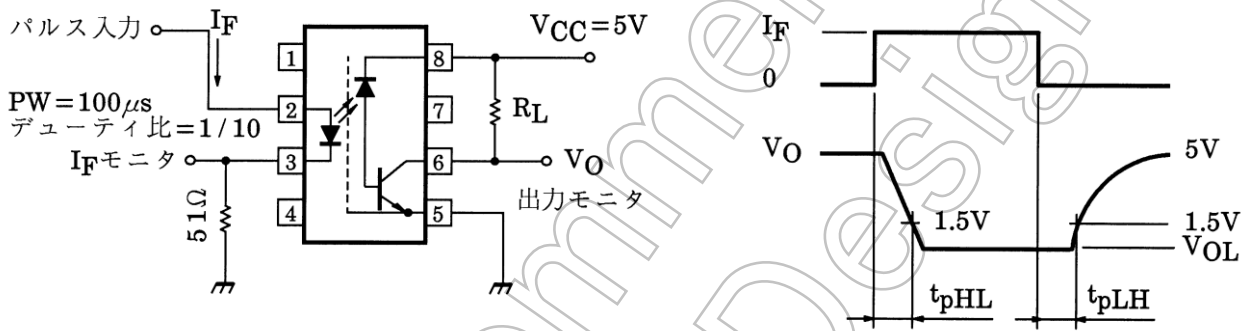 パルス入力
IF
PW=100μs
デューティ比=1/10
IFモニタ
51Ω
1
2
3
4
8
7
6
5
VCC=5V
RL
VO
出力モニタ
IF
0
VO
5V
1.5V
1.5V
VOL
tpHL
tpLH